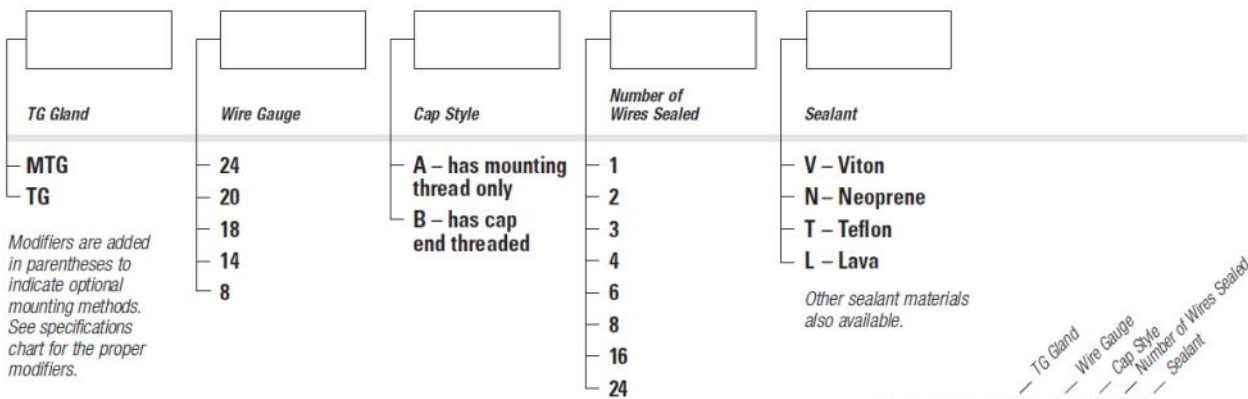 TG Gland
Wire Gauge
Cap Style
Number of
Wires Sealed
Sealant
MTG
TG
Modifiers are added
in parentheses to
indicate optional
mounting methods.
See specifications
chart for the proper
modifiers.
24
20
18
14
8
A – has mounting
thread only
B – has cap
end threaded
1
2
3
4
6
8
16
24
V – Viton
N – Neoprene
T – Teflon
L – Lava
Other sealant materials
also available.
TG Gland
Wire Gauge
Cap Style
Number of Wires Sealed
Sealant